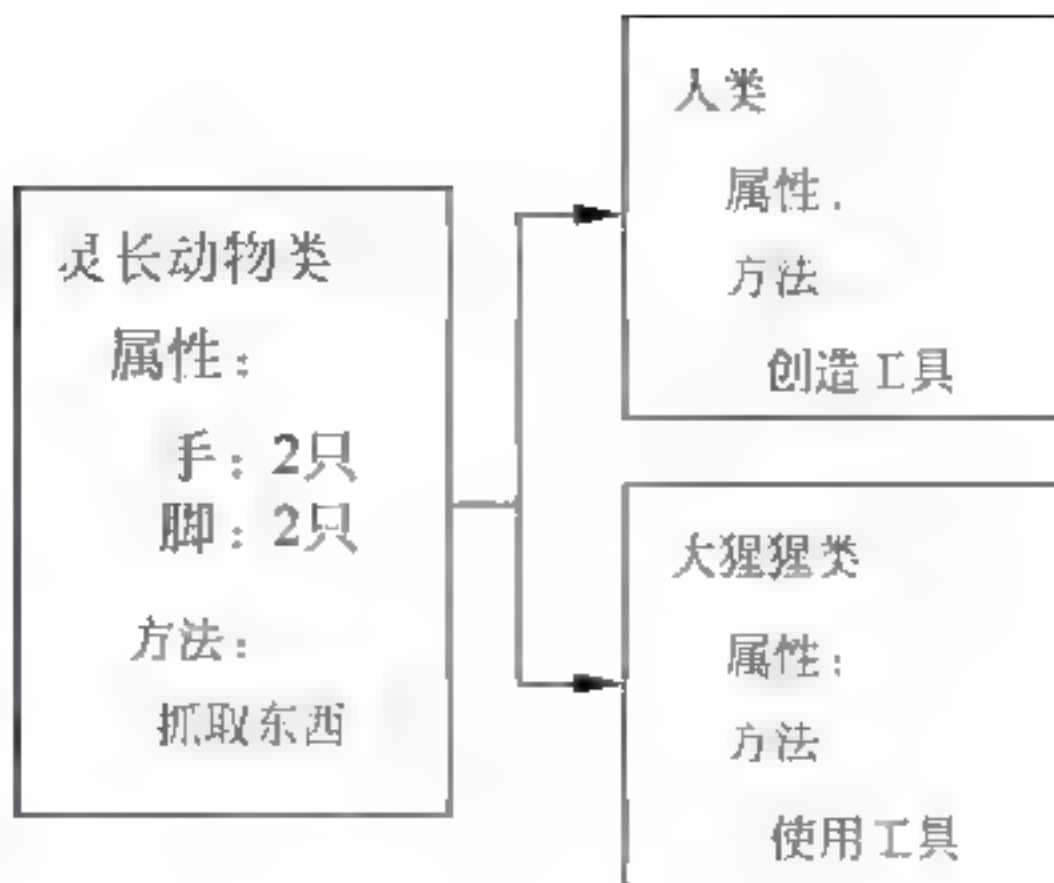 灵长动物类
属性：
手：2只
脚：2只
方法：
抓取东西
人类
属性.
方法
创造工具
大猩猩类
属性：
方法
使用工具